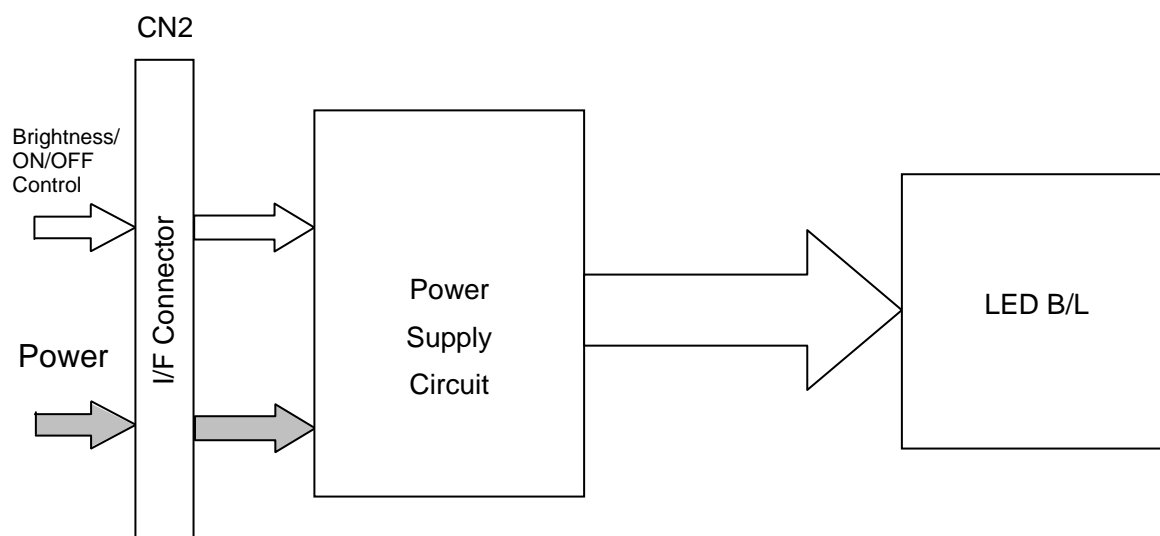 CN2
Brightness/
ON/OFF
Control
Power
I/F Connector
Power
Supply
Circuit
LED B/L